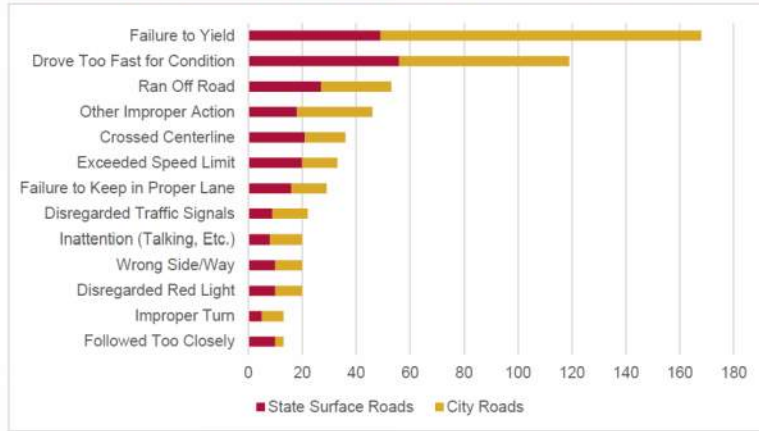 Failure to Yield
Drove Too Fast for Condition
Ran Off Road
Other Improper Action
Crossed Centerline
Exceeded Speed Limit
Failure to Keep in Proper Lane
Disregarded Traffic Signals
Inattention (Talking, Etc.)
Wrong Side/Way
Disregarded Red Light
Improper Turn
Followed Too Closely
0 20 40 60 80 100 120 140 160 180
State Surface Roads City Roads